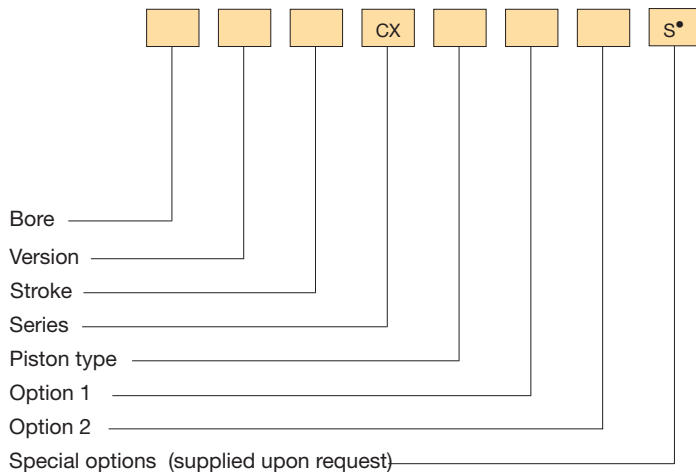 CX S•
Bore
Version
Stroke
Series
Piston type
Option 1
Option 2
Special options (supplied upon request)